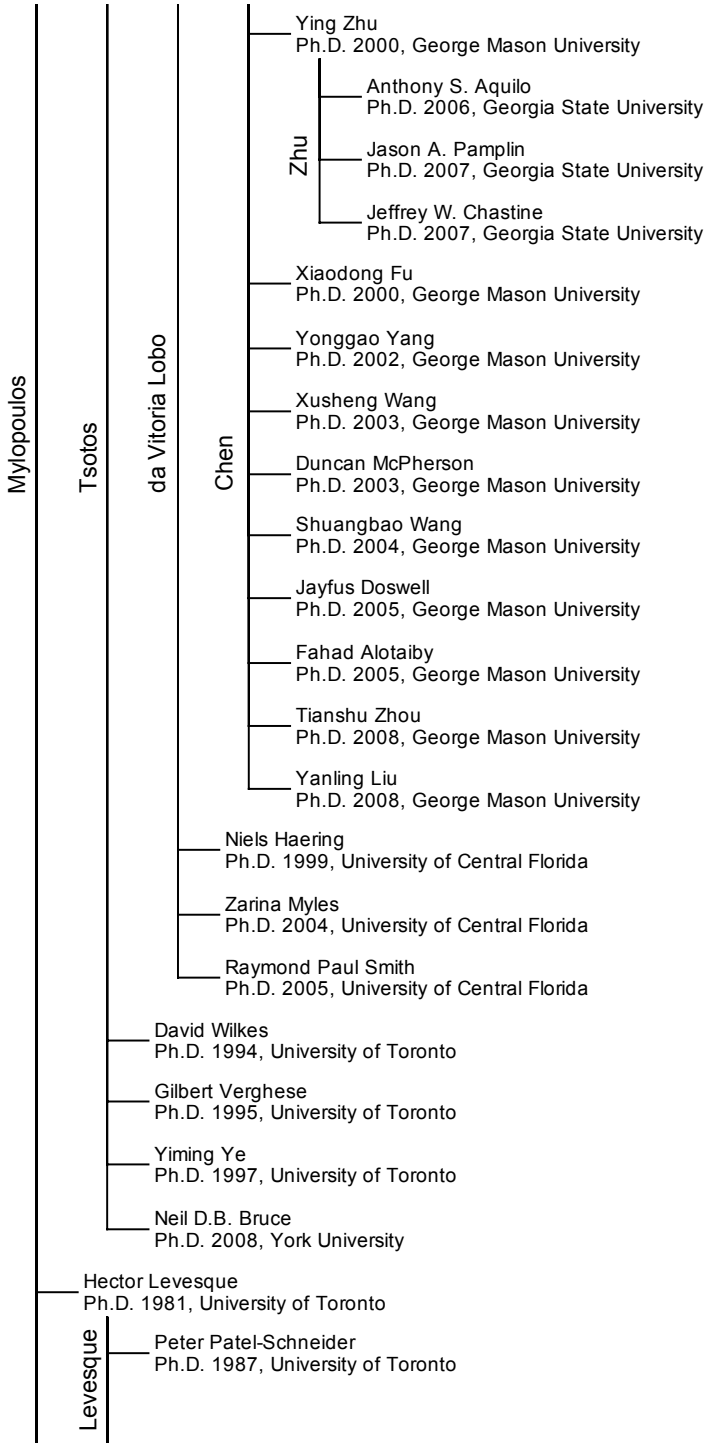 Ying Zhu
Ph.D. 2000, George Mason University
Anthony S. Aquilo
Ph.D. 2006, Georgia State University
Zhu
Jason A. Pamplin
Ph.D. 2007, Georgia State University
Jeffrey W. Chastine
Ph.D. 2007, Georgia State University
Xiaodong Fu
Ph.D. 2000, George Mason University
Mylopoulos
Tsotos
da Vitoria Lobo
Chen
Yonggao Yang
Ph.D. 2002, George Mason University
Xusheng Wang
Ph.D. 2003, George Mason University
Duncan McPherson
Ph.D. 2003, George Mason University
Shuangbao Wang
Ph.D. 2004, George Mason University
Jayfus Doswell
Ph.D. 2005, George Mason University
Fahad Alotaiby
Ph.D. 2005, George Mason University
Tianshu Zhou
Ph.D. 2008, George Mason University
Yanling Liu
Ph.D. 2008, George Mason University
Niels Haering
Ph.D. 1999, University of Central Florida
Zarina Myles
Ph.D. 2004, University of Central Florida
Raymond Paul Smith
Ph.D. 2005, University of Central Florida
David Wilkes
Ph.D. 1994, University of Toronto
Gilbert Verghese
Ph.D. 1995, University of Toronto
Yiming Ye
Ph.D. 1997, University of Toronto
Neil D.B. Bruce
Ph.D. 2008, York University
Hector Levesque
Ph.D. 1981, University of Toronto
Levesque
Peter Patel-Schneider
Ph.D. 1987, University of Toronto